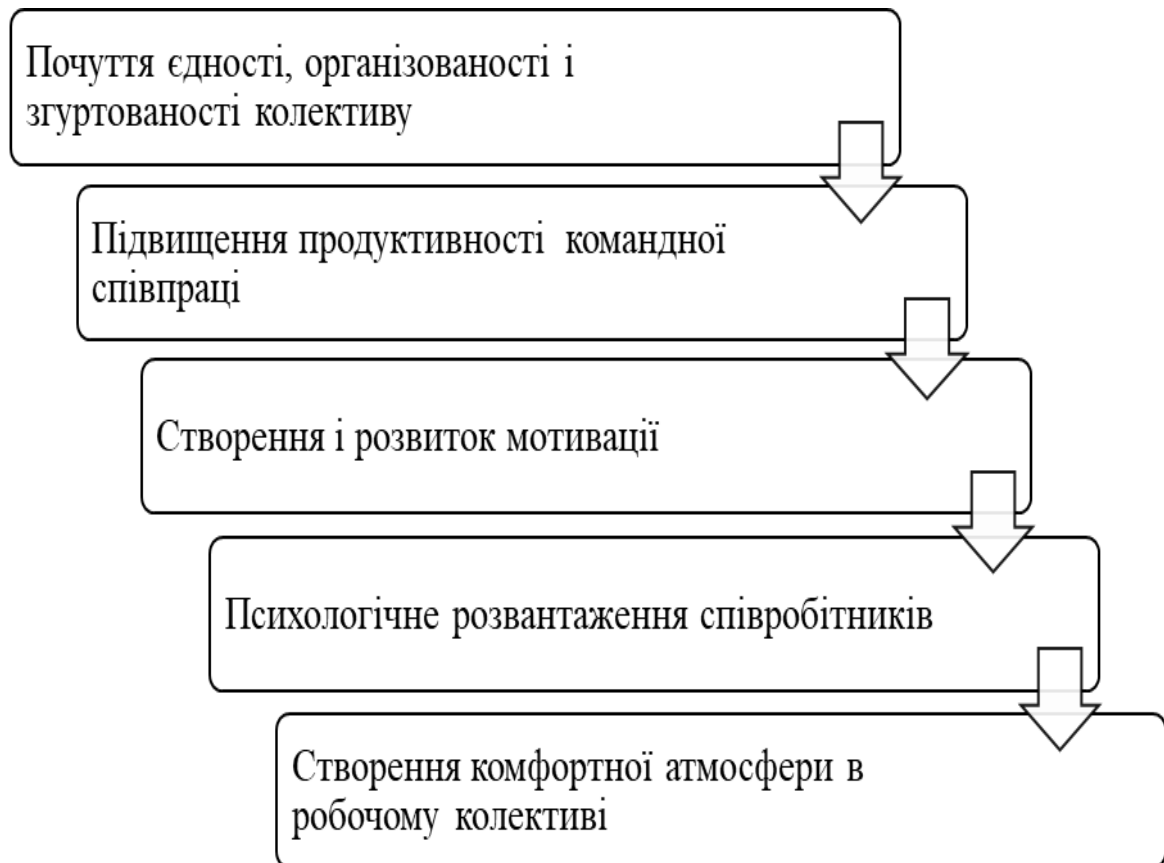 Почуття єдності, організованості і
згуртованості колективу
Підвищення продуктивності командної
співпраці
Створення і розвиток мотивації
Психологічне розвантаження співробітників
Створення комфортної атмосфери в
робочому колективі